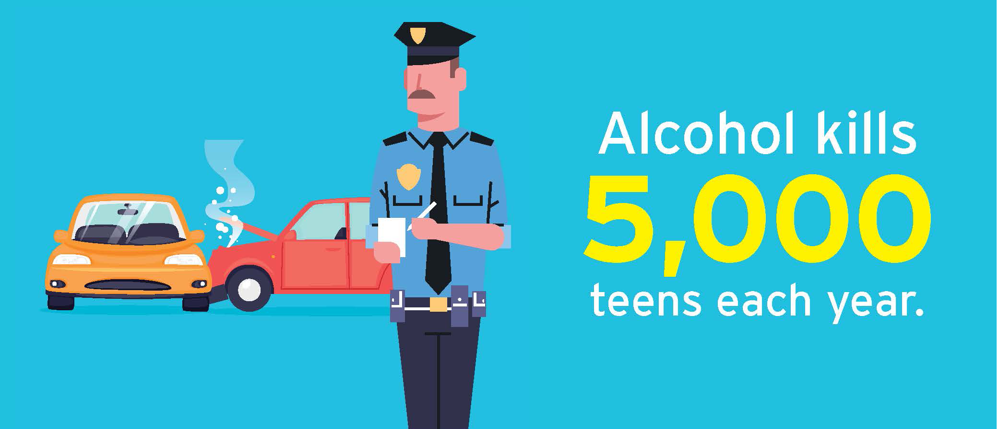 Alcohol kills
5,000
teens each year.